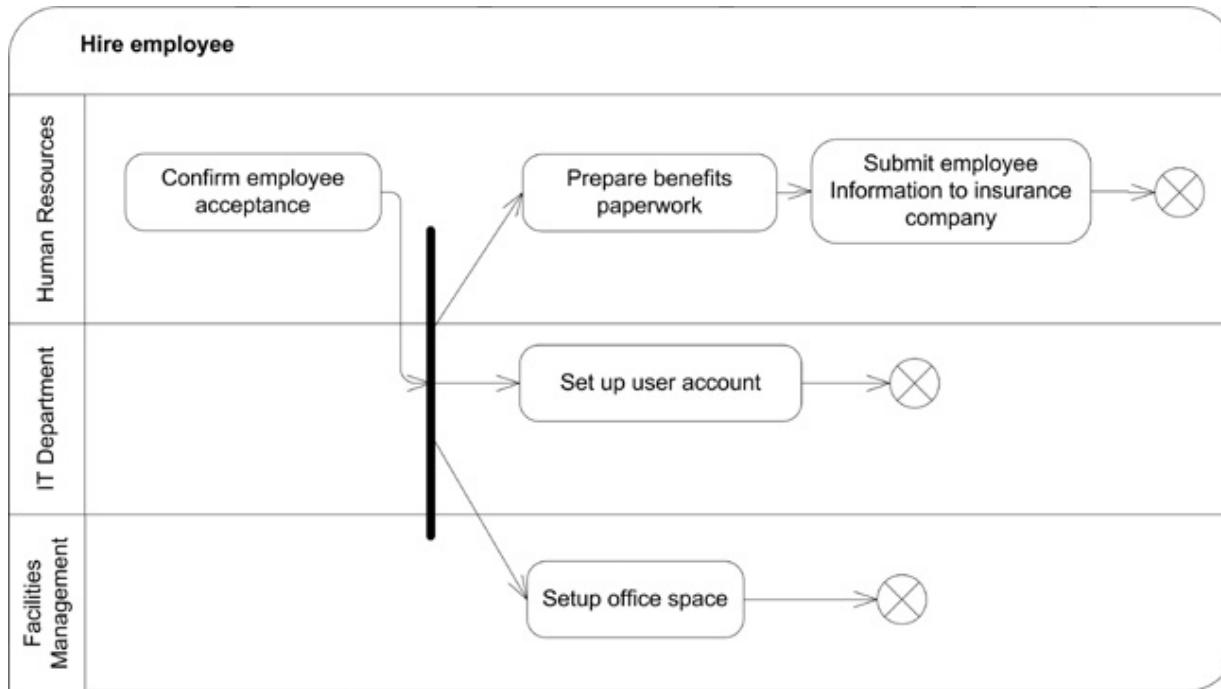 Hire employee
Human Resources
Confirm employee
acceptance
Prepare benefits
paperwork
Submit employee
Information to insurance
company
IT Department
Set up user account
Facilities
Management
Setup office space